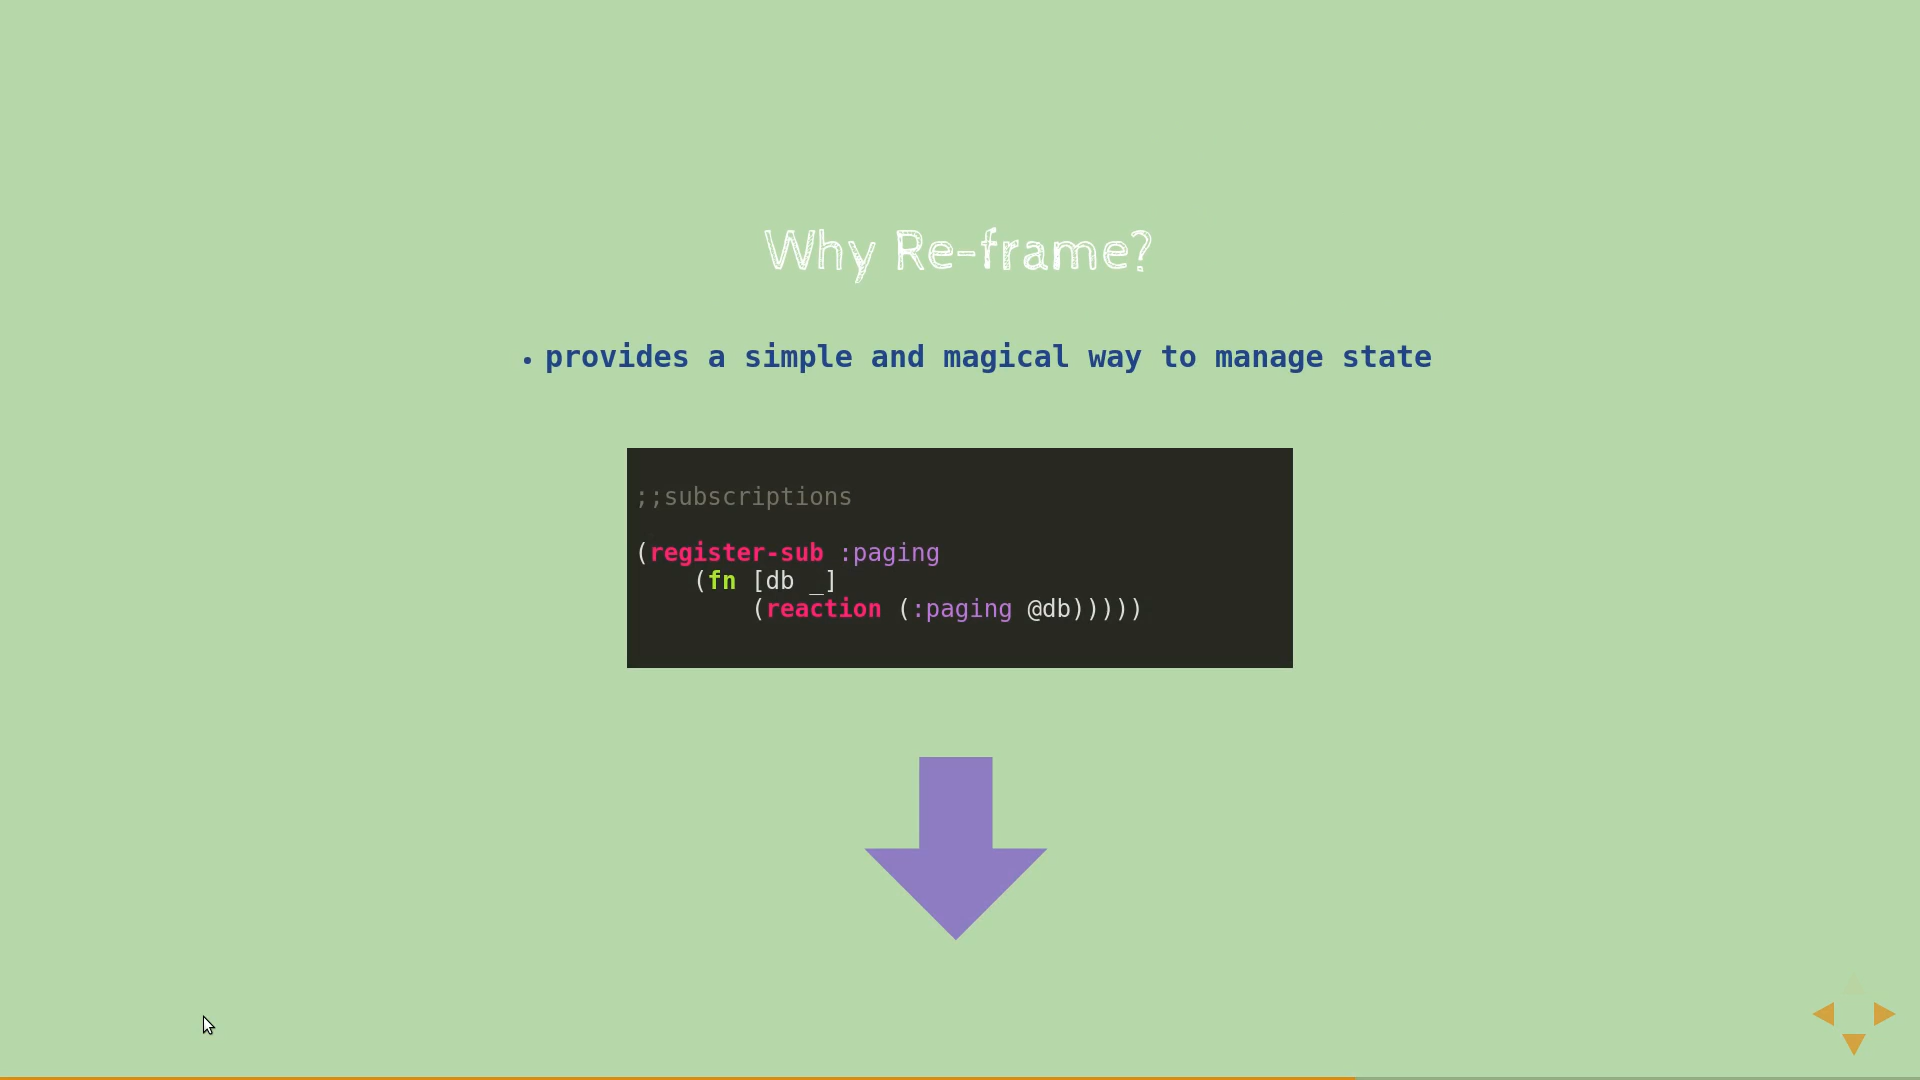 Why Re-frame?
• provides a simple and magical way to manage state
;;subscriptions
(register-sub :paging
(fn [db _]
(reaction (:paging @db)))))